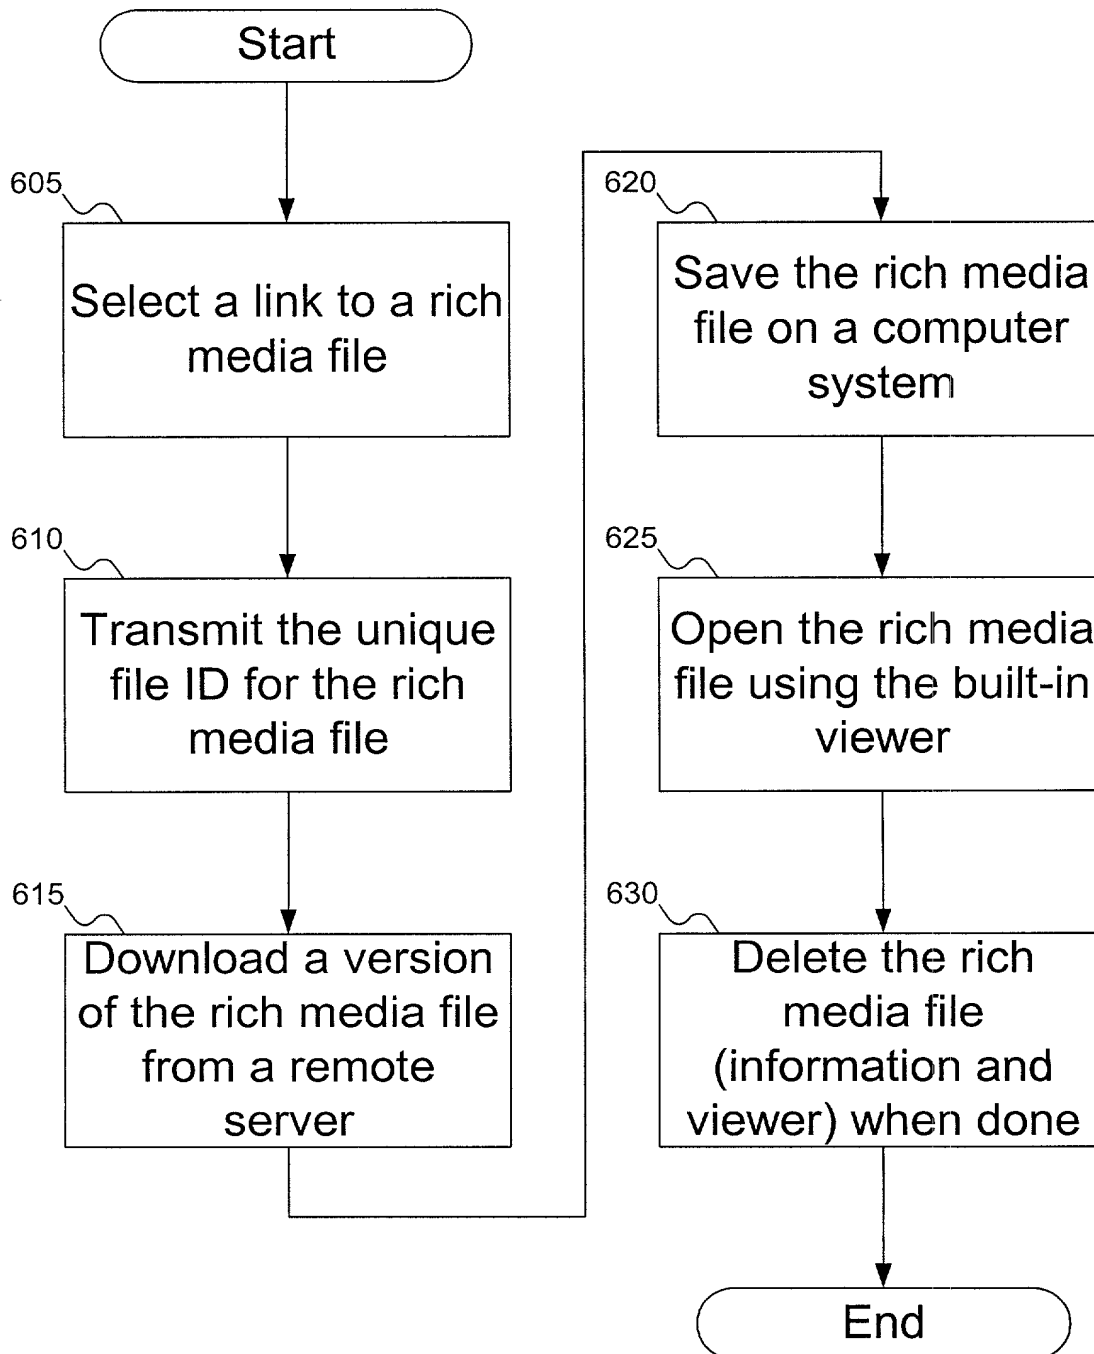 Start
605
Select a link to a rich
media file
610
Transmit the unique
file ID for the rich
media file
615
Download a version
of the rich media file
from a remote
server
620
Save the rich media
file on a computer
system
625
Open the rich media
file using the built-in
viewer
630
Delete the rich
media file
(information and
viewer) when done
End